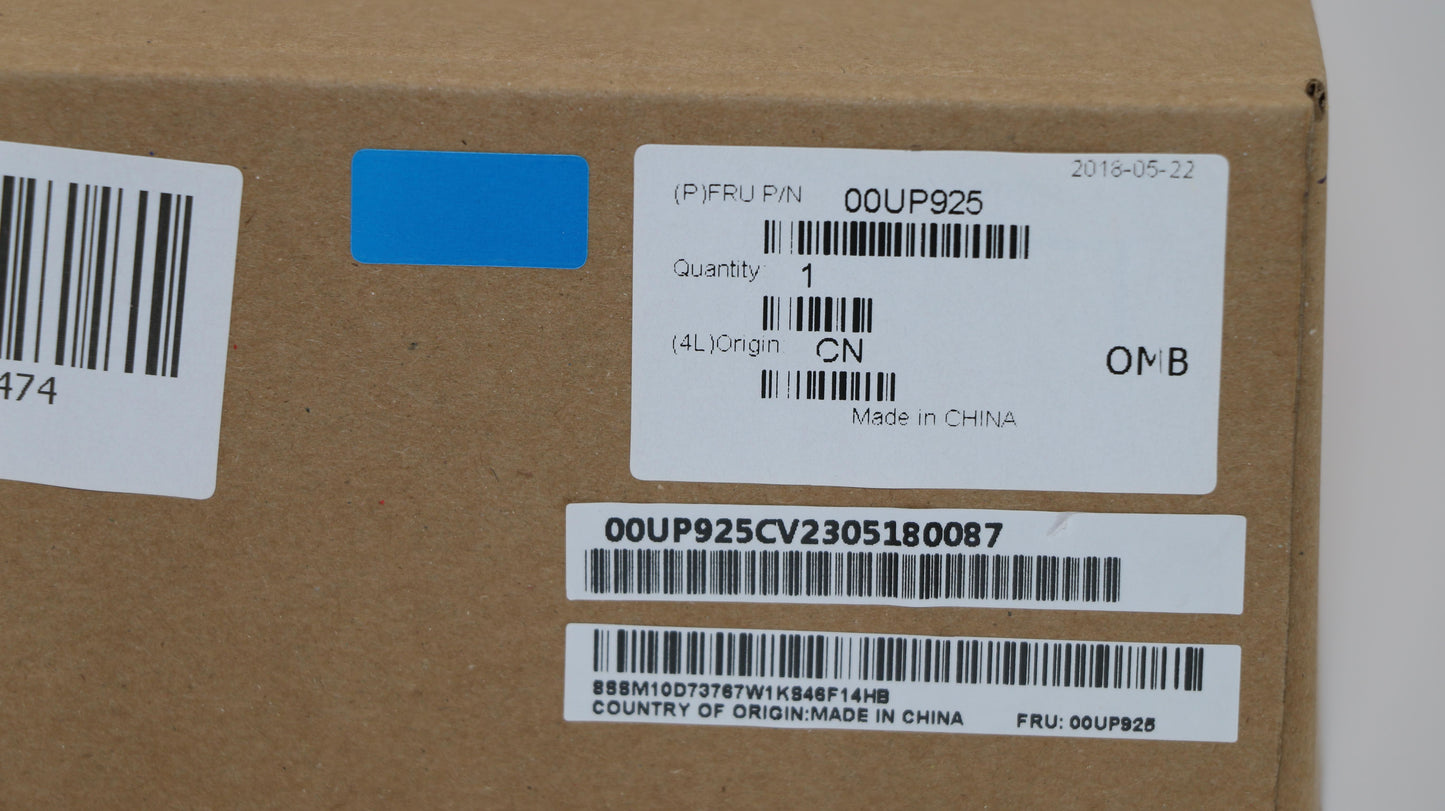 474
2018-05-22
(P)FRU P/N 00UP925
Quantity: 1
(4L)Origin: CN
OMB
Made in CHINA
00UP925CV2305180087
8SSM10D73767W1KS46F14HB
COUNTRY OF ORIGIN:MADE IN CHINA FRU: 00UP925